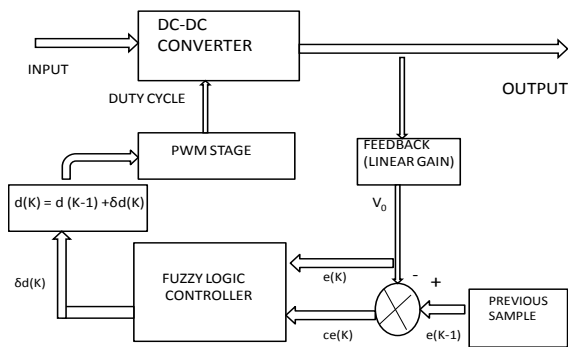 DC-DC
CONVERTER
INPUT
OUTPUT
DUTY CYCLE
PWM STAGE
FEEDBACK
(LINEAR GAIN)
d(K) = d (K-1) +δd(K)
V₀
- +
FUZZY LOGIC
CONTROLLER
e(K)
δd(K)
ce(K)
e(K-1)
PREVIOUS
SAMPLE